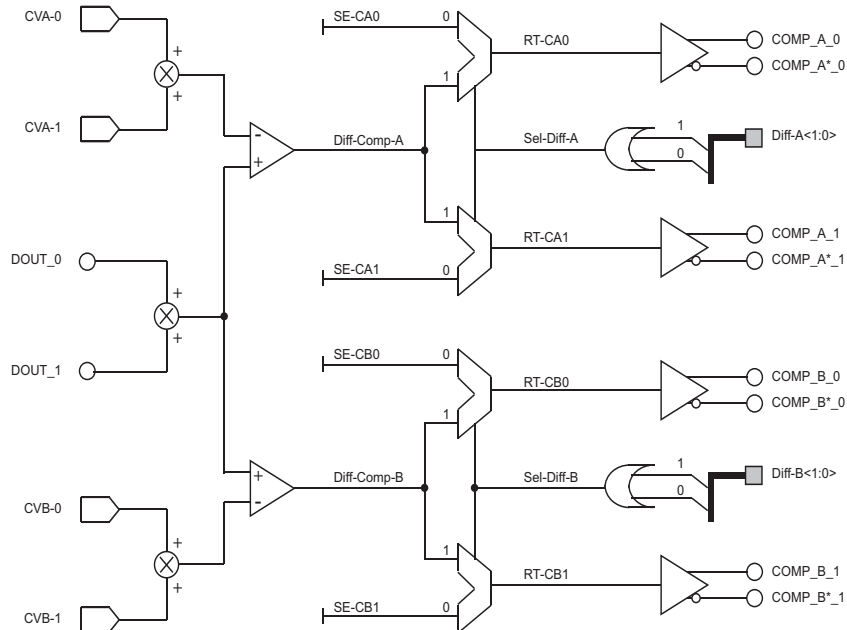 CVA-0
SE-CA0
0
RT-CA0
COMP_A_0
COMP_A*_0
+
+
1
CVA-1
-
+
Diff-Comp-A
Sel-Diff-A
1
0
Diff-A<1:0>
1
RT-CA1
COMP_A_1
COMP_A*_1
DOUT_0
SE-CA1
0
+
+
DOUT_1
SE-CB0
0
RT-CB0
COMP_B_0
COMP_B*_0
1
+
-
Diff-Comp-B
Sel-Diff-B
1
0
Diff-B<1:0>
CVB-0
+
+
1
RT-CB1
COMP_B_1
COMP_B*_1
CVB-1
SE-CB1
0